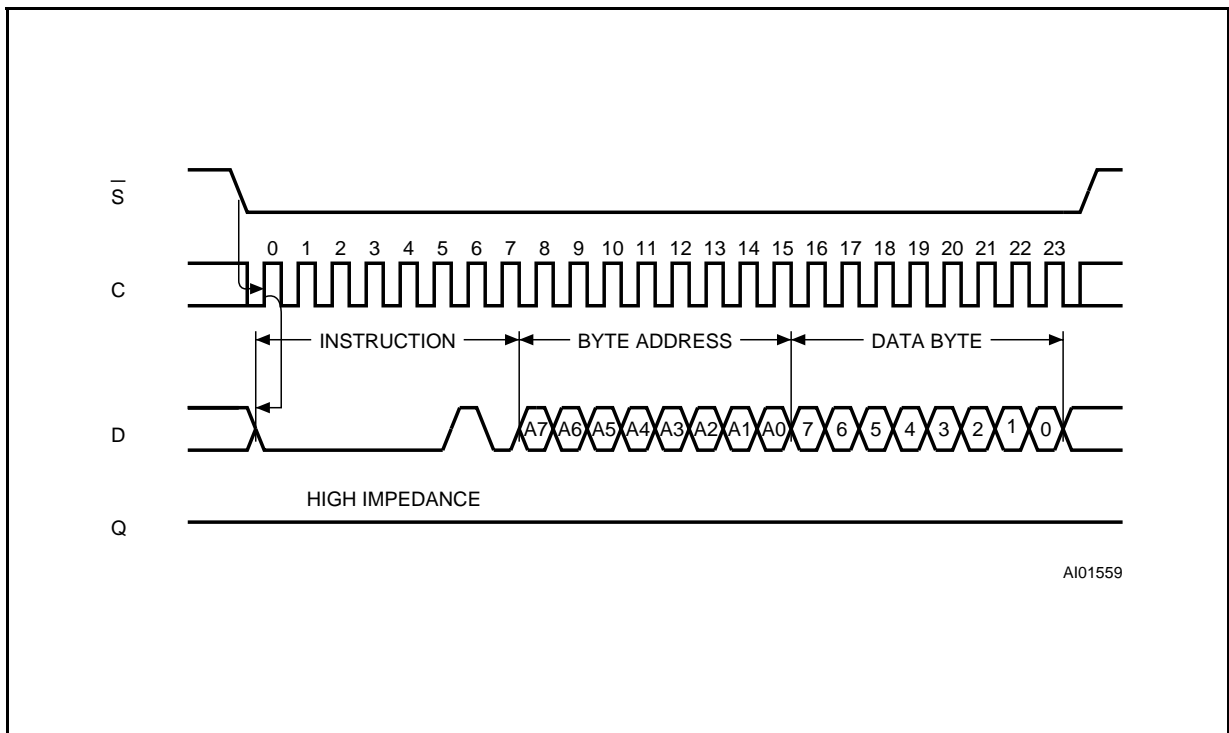 S
0 1 2 3 4 5 6 7 8 9 10 11 12 13 14 15 16 17 18 19 20 21 22 23
C
INSTRUCTION BYTE ADDRESS DATA BYTE
D A7 A6 A5 A4 A3 A2 A1 A0 7 6 5 4 3 2 1 0
HIGH IMPEDANCE
Q
AI01559